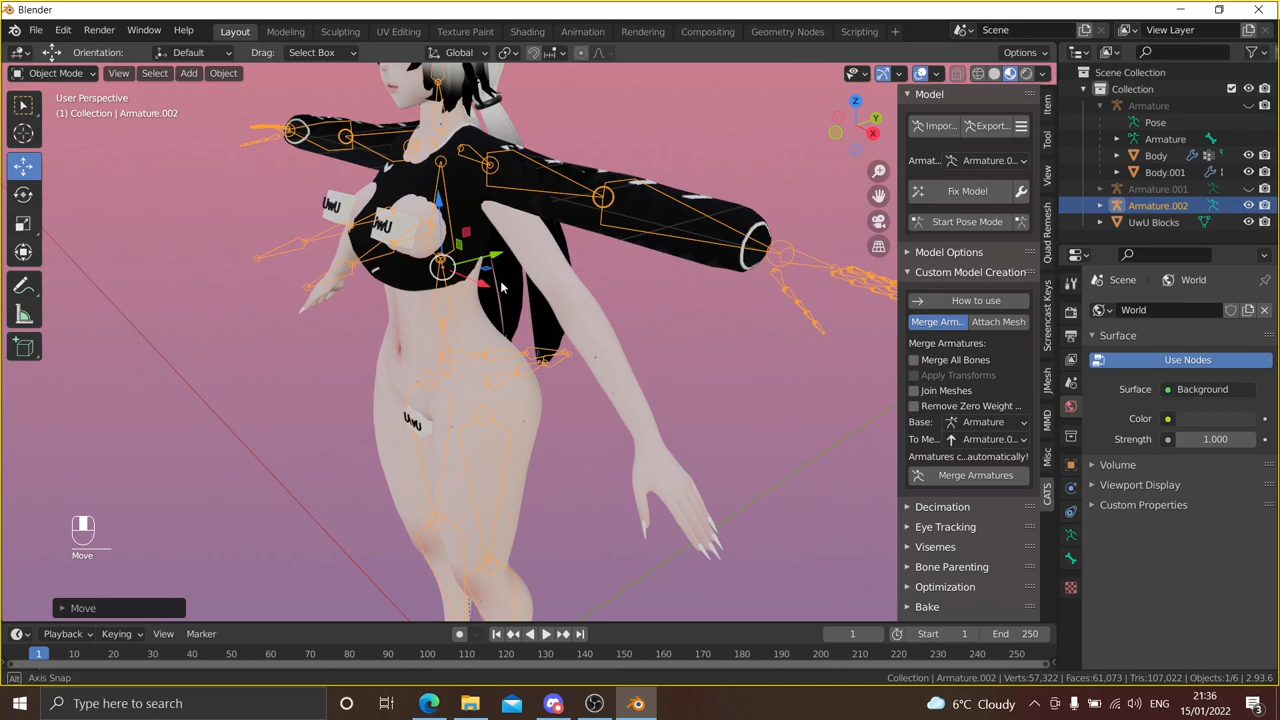 Blender
File Edit Render Window Help Layout Modeling Sculpting UV Editing Texture Paint Shading Animation Rendering Compositing Geometry Nodes Scripting + Scene View Layer
Orientation: Default Drag: Select Box Global Options
Object Mode View Select Add Object
User Perspective
(1) Collection | Armature.002
Z
Y
X
UwU
UwU
UwU
Move
Move
Model
Impor... Export...
Armat... Armature.0...
Fix Model
Start Pose Mode
Model Options
Custom Model Creation
How to use
Merge Arm... Attach Mesh
Merge Armatures:
Merge All Bones
Apply Transforms
Join Meshes
Remove Zero Weight ...
Base: Armature
To Me... Armature.0...
Armatures c...automatically!
Merge Armatures
Decimation
Eye Tracking
Visemes
Bone Parenting
Optimization
Bake
Item
Tool
View
Quad Remesh
Screencast Keys
JMesh
MMD
Misc
CATS
Scene Collection
Collection
Armature
Pose
Armature
Body
Body.001
Armature.001
Armature.002
UwU Blocks
Scene World
World
Surface
Use Nodes
Surface Background
Color
Strength 1.000
Volume
Viewport Display
Custom Properties
Playback Keying View Marker 1 Start 1 End 250
1 10 20 30 40 50 60 70 80 90 100 110 120 130 140 150 160 170 180 190 200 210 220 230 240 250
Alt Axis Snap Collection | Armature.002 | Verts:57,322 | Faces:61,073 | Tris:107,022 | Objects:1/6 | 2.93.6
Type here to search 6°C Cloudy ENG 21:36
15/01/2022 3